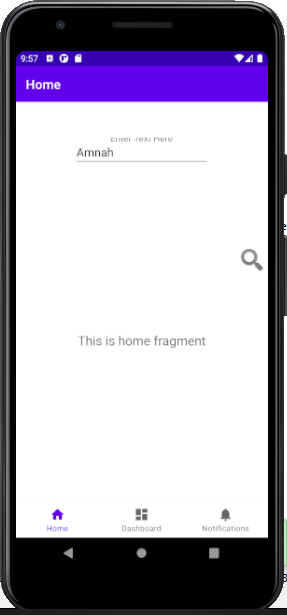 9:57
Home
Enter Text Here
Amnah
This is home fragment
Home
Dashboard
Notifications